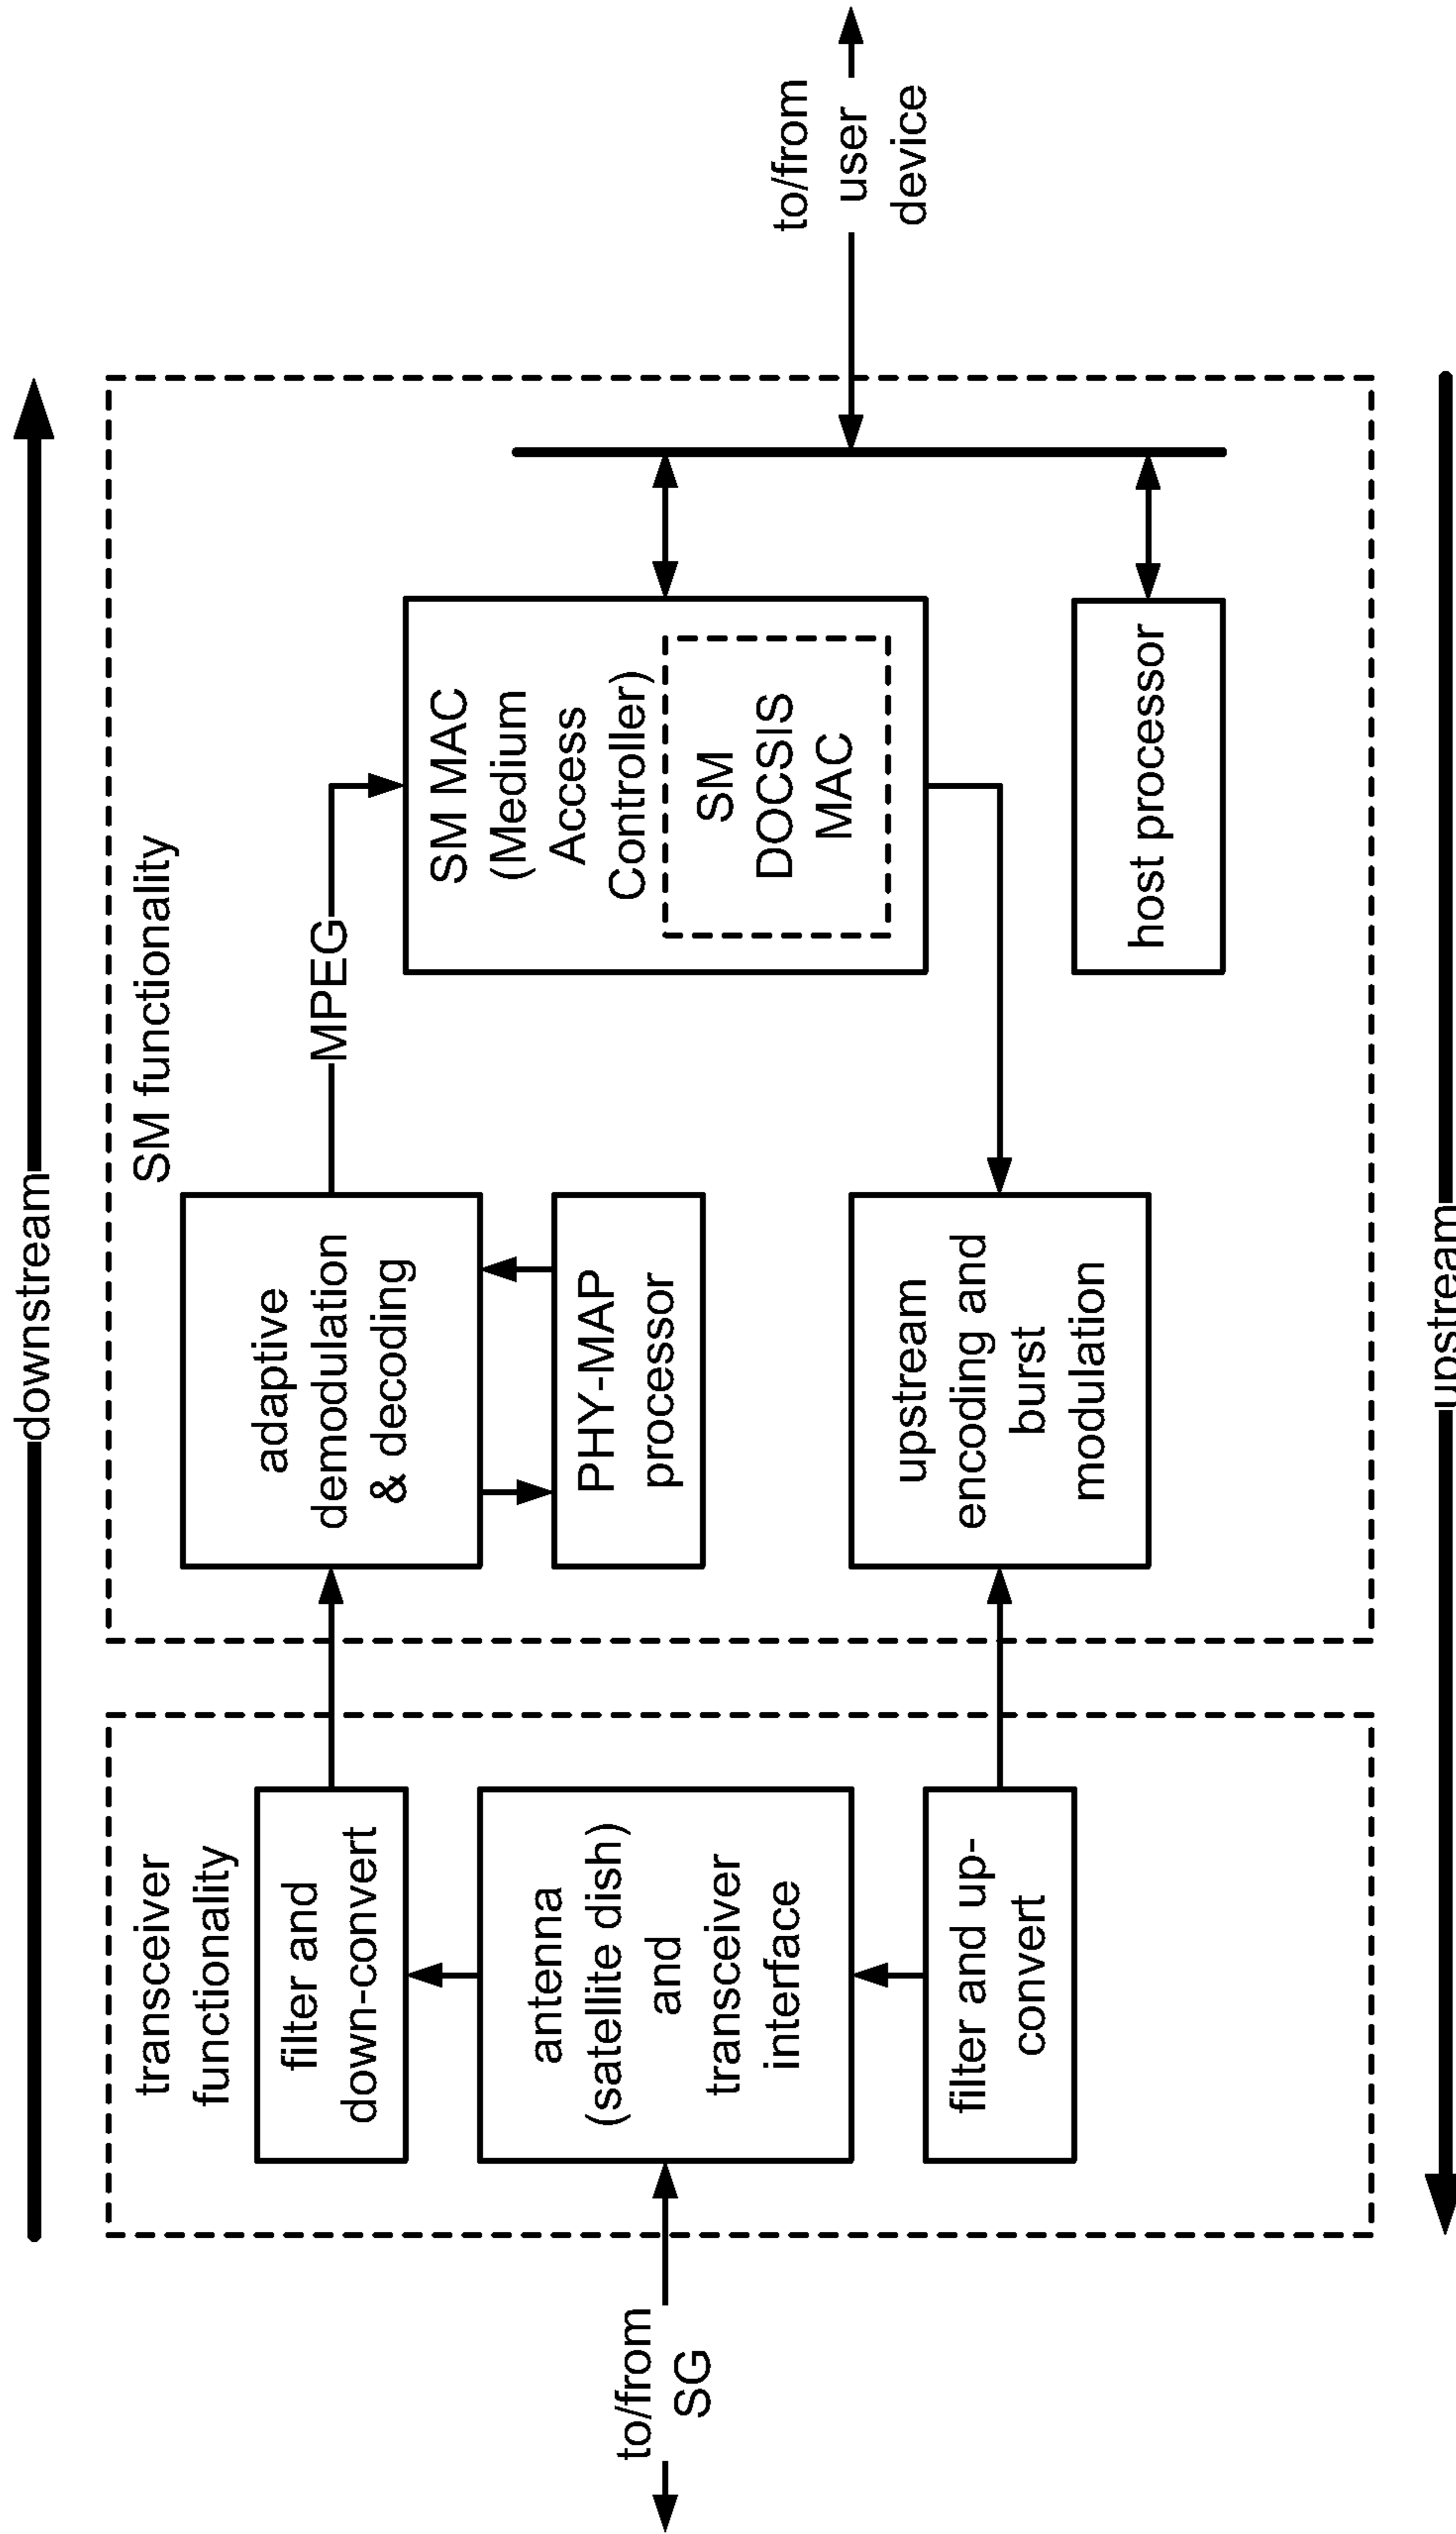 downstream
SM functionality
transceiver
functionality
filter and
down-convert
adaptive
demodulation
& decoding
MPEG
PHY-MAP
processor
SM MAC
(Medium
Access
Controller)
SM
DOCSIS
MAC
to/from
user
device
to/from
SG
antenna
(satellite dish)
and
transceiver
interface
filter and up-
convert
upstream
encoding and
burst
modulation
host processor
upstream